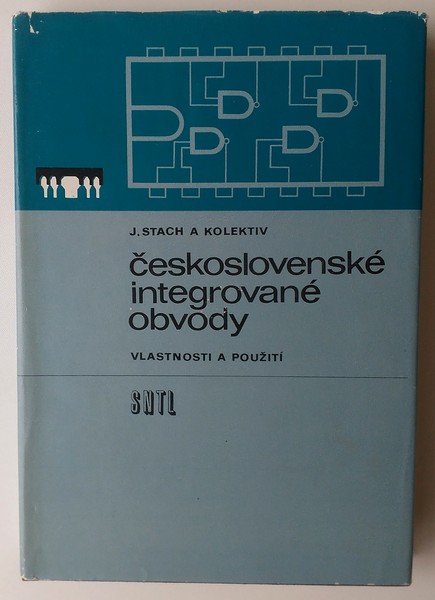 J. STACH A KOLEKTIV
československé
integrované
obvody
VLASTNOSTI A POUŽITÍ
SNTL